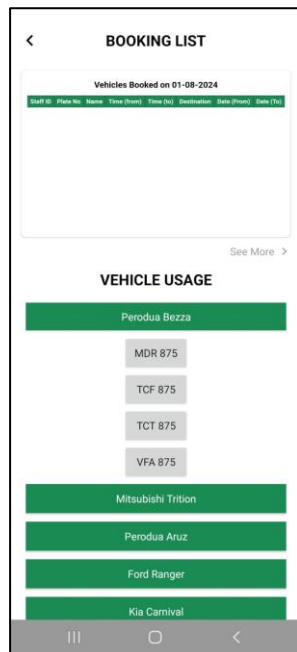 BOOKING LIST
Vehicles Booked on 01-08-2024
Staff ID Plate No Name Time (from) Time (to) Destination Date (From) Date (To)
See More >
VEHICLE USAGE
Perodua Bezza
MDR 875
TCF 875
TCT 875
VFA 875
Mitsubishi Trition
Perodua Aruz
Ford Ranger
Kia Carnival